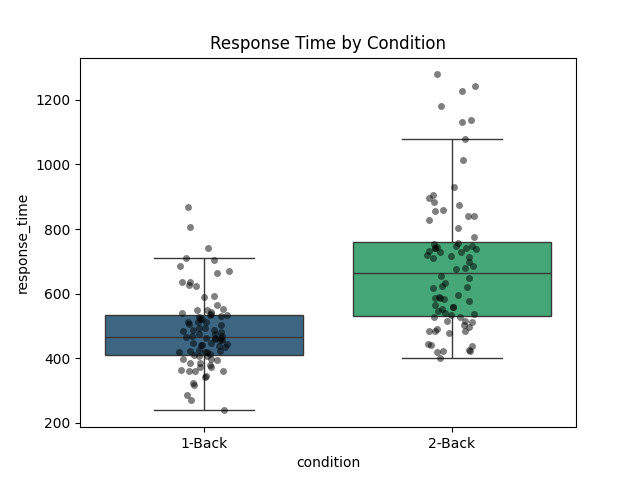 Response Time by Condition
response_time
1200
1000
800
600
400
200
1-Back
2-Back
condition